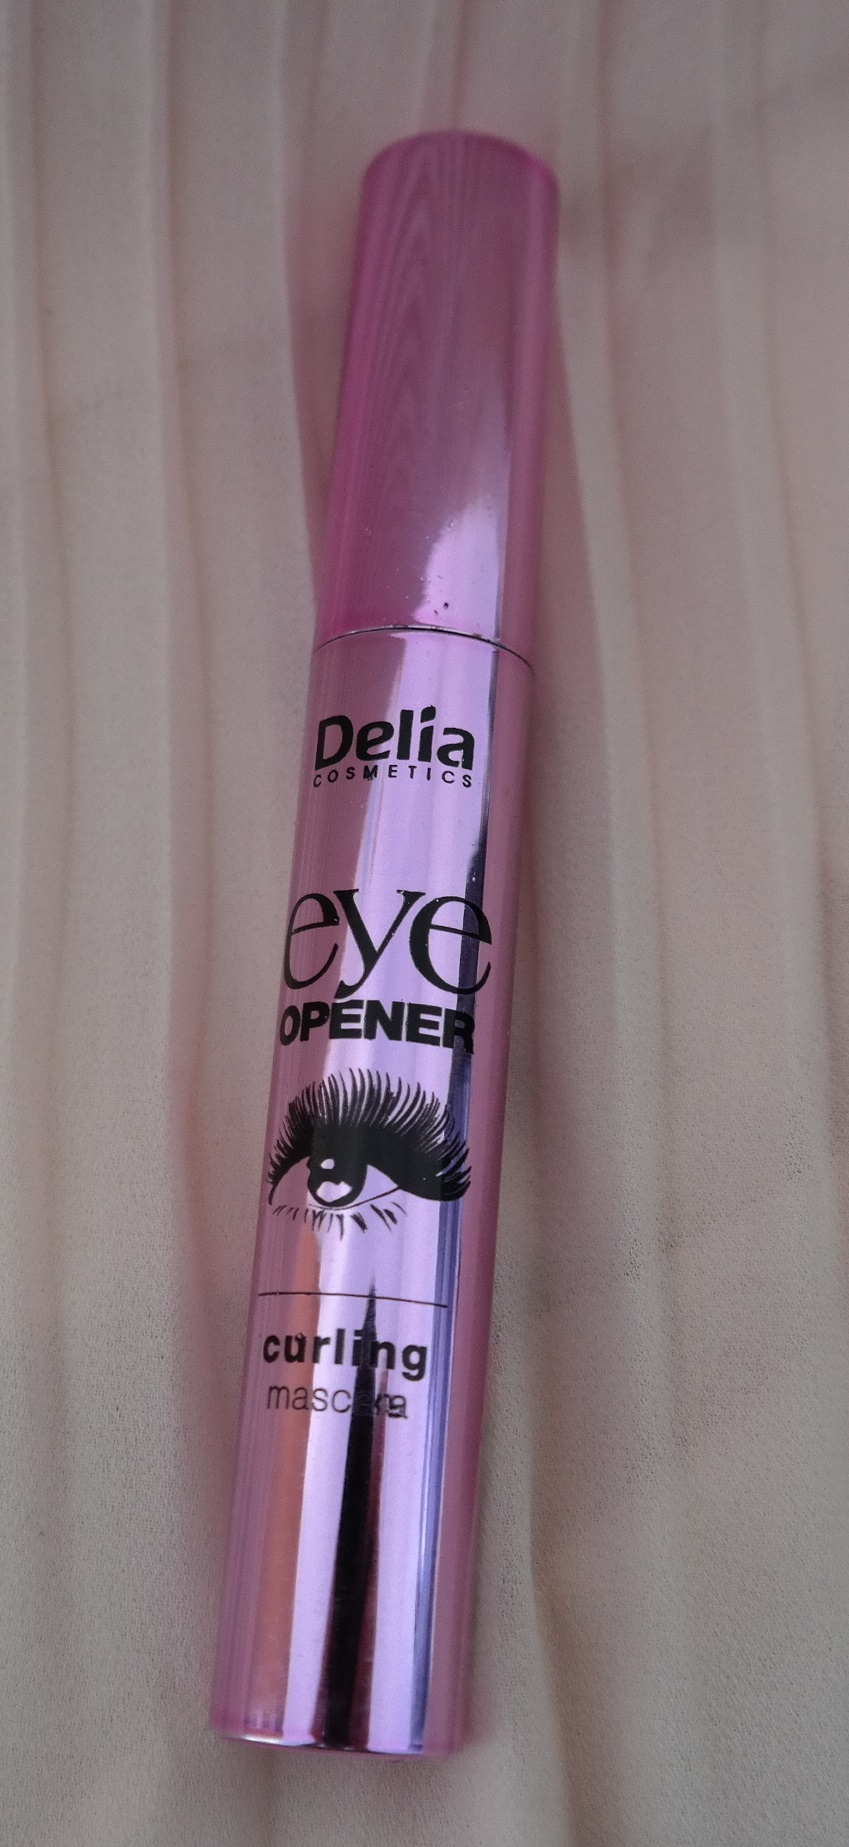 Delia
COSMETICS
eye
OPENER
curling
mascara